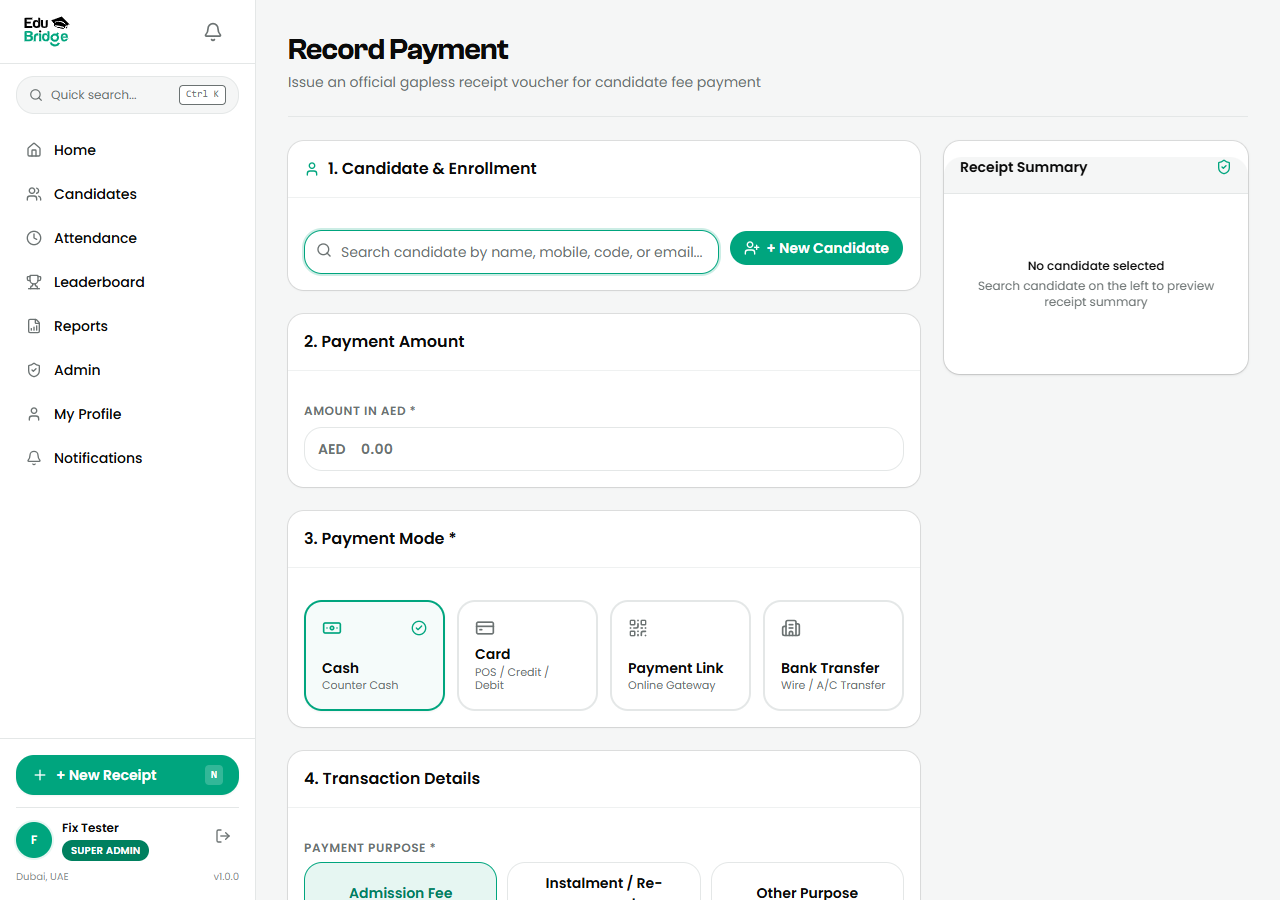 Edu
Bridge
Quick search...
Ctrl K
Home
Candidates
Attendance
Leaderboard
Reports
Admin
My Profile
Notifications
+ New Receipt
N
F
Fix Tester
SUPER ADMIN
Dubai, UAE
v1.0.0
Record Payment
Issue an official gapless receipt voucher for candidate fee payment
1. Candidate & Enrollment
Search candidate by name, mobile, code, or email...
+ New Candidate
2. Payment Amount
AMOUNT IN AED *
AED 0.00
3. Payment Mode *
Cash
Counter Cash
Card
POS / Credit /
Debit
Payment Link
Online Gateway
Bank Transfer
Wire / A/C Transfer
4. Transaction Details
PAYMENT PURPOSE *
Admission Fee
Instalment / Re-
Other Purpose
Receipt Summary
No candidate selected
Search candidate on the left to preview
receipt summary